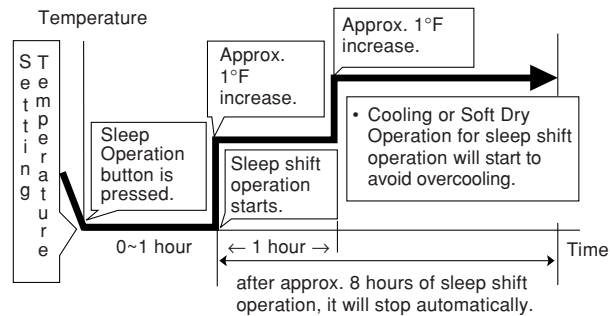 Temperature
Setting
Temperature
Approx.
1°F
increase.
Approx. 1°F
increase.
Sleep
Operation
button is
pressed.
Sleep shift
operation
starts.
• Cooling or Soft Dry
Operation for sleep shift
operation will start to
avoid overcooling.
0~1 hour
← 1 hour →
Time
after approx. 8 hours of sleep shift
operation, it will stop automatically.